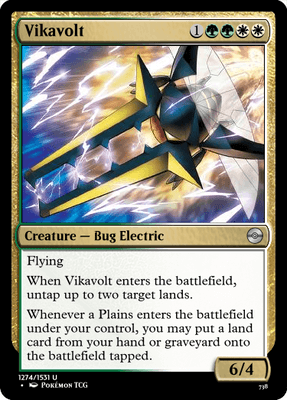 Vikavolt 1
Creature — Bug Electric
Flying
When Vikavolt enters the battlefield,
untap up to two target lands.
Whenever a Plains enters the battlefield
under your control, you may put a land
card from your hand or graveyard onto
the battlefield tapped.
6/4
1274/1531 U
• Pokémon TCG
738